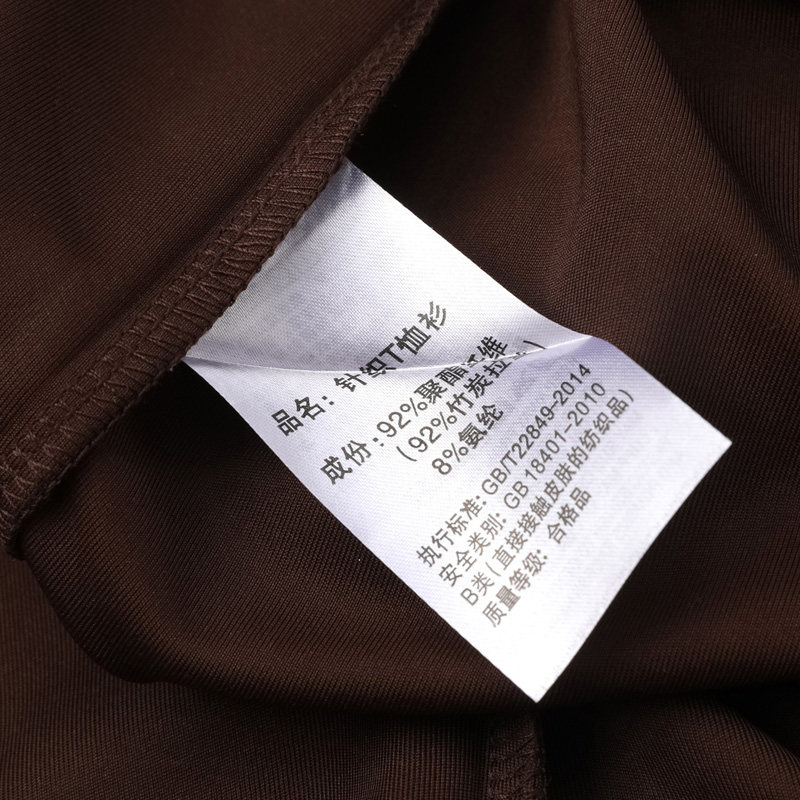 品名：针织T恤衫
成份：92%聚酯纤维
（92%竹炭拉
8%氨纶
执行标准：GB/T22849-2014
安全类别：GB 18401-2010
B类（直接接触皮肤的纺织品）
质量等级：合格品